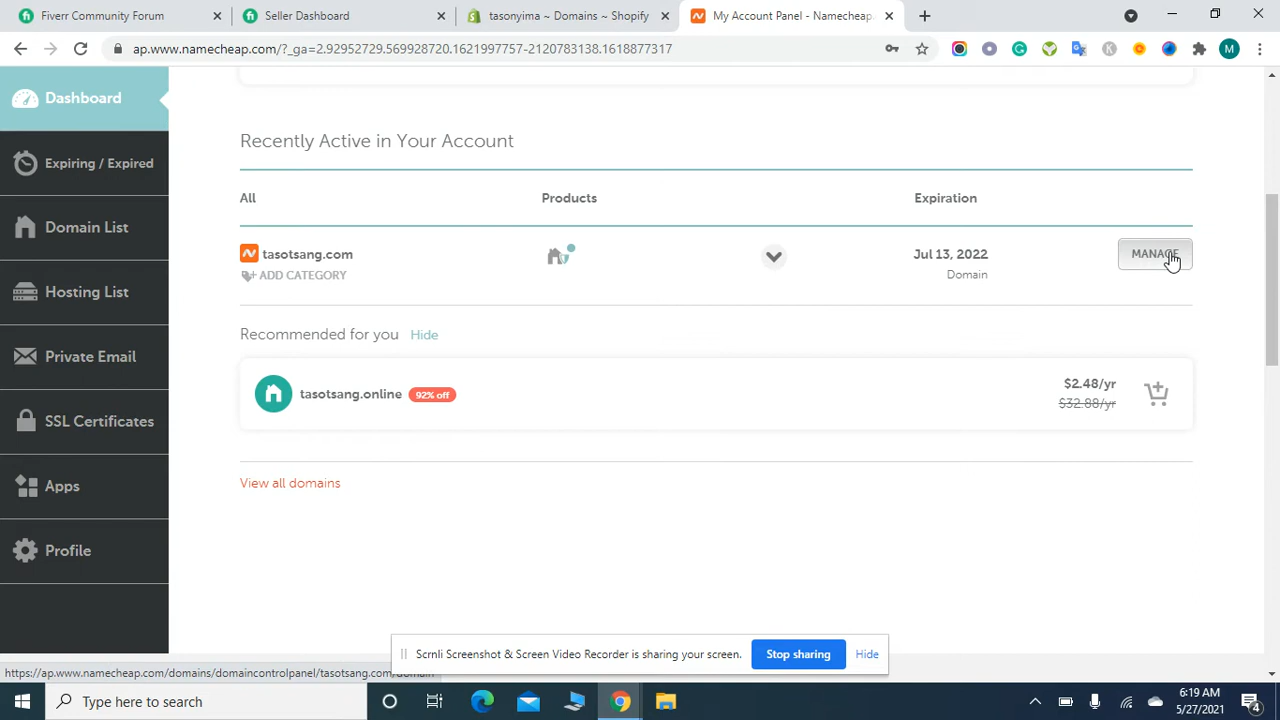 Fiverr Community Forum
Seller Dashboard
tasonyima ~ Domains ~ Shopify
My Account Panel - Namecheap.
ap.www.namecheap.com/?_ga=2.92952729.569928720.1621997757-2120783138.1618877317
M
Dashboard
Expiring / Expired
Domain List
Hosting List
Private Email
SSL Certificates
Apps
Profile
Recently Active in Your Account
All Products Expiration
tasotsang.com Jul 13, 2022 MANAGE
ADD CATEGORY Domain
Recommended for you Hide
tasotsang.online 92% off $2.48/yr
$32.88/yr
View all domains
Scrnli Screenshot & Screen Video Recorder is sharing your screen. Stop sharing Hide
https://ap.www.namecheap.com/domains/domaincontrolpanel/tasotsang.com/domain
Type here to search
6:19 AM
5/27/2021
4